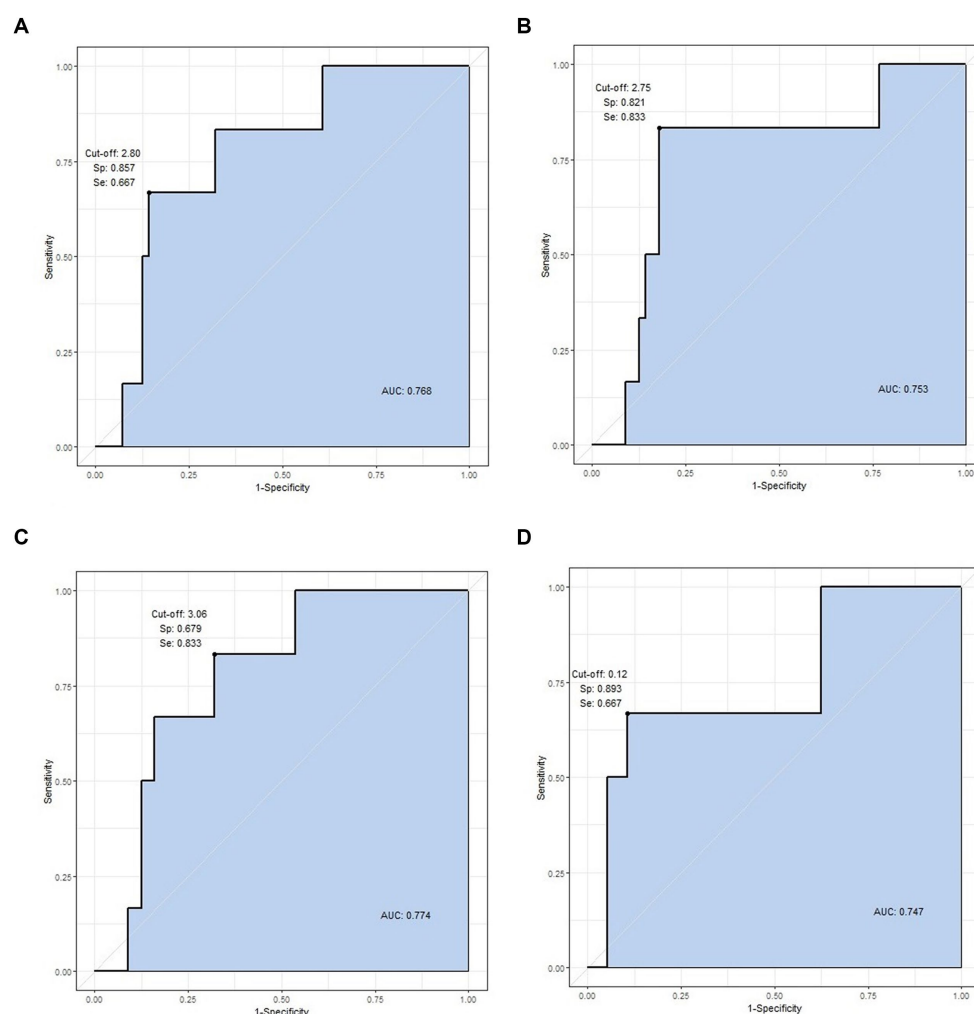 A
1.00
0.75
0.50
0.25
0.00
Sensitivity
Cut-off: 2.80
Sp: 0.857
Se: 0.667
AUC: 0.768
0.00 0.25 0.50 0.75 1.00
1-Specificity
B
1.00
0.75
0.50
0.25
0.00
Sensitivity
Cut-off: 2.75
Sp: 0.821
Se: 0.833
AUC: 0.753
0.00 0.25 0.50 0.75 1.00
1-Specificity
C
1.00
0.75
0.50
0.25
0.00
Sensitivity
Cut-off: 3.06
Sp: 0.679
Se: 0.833
AUC: 0.774
0.00 0.25 0.50 0.75 1.00
1-Specificity
D
1.00
0.75
0.50
0.25
0.00
Sensitivity
Cut-off: 0.12
Sp: 0.893
Se: 0.667
AUC: 0.747
0.00 0.25 0.50 0.75 1.00
1-Specificity